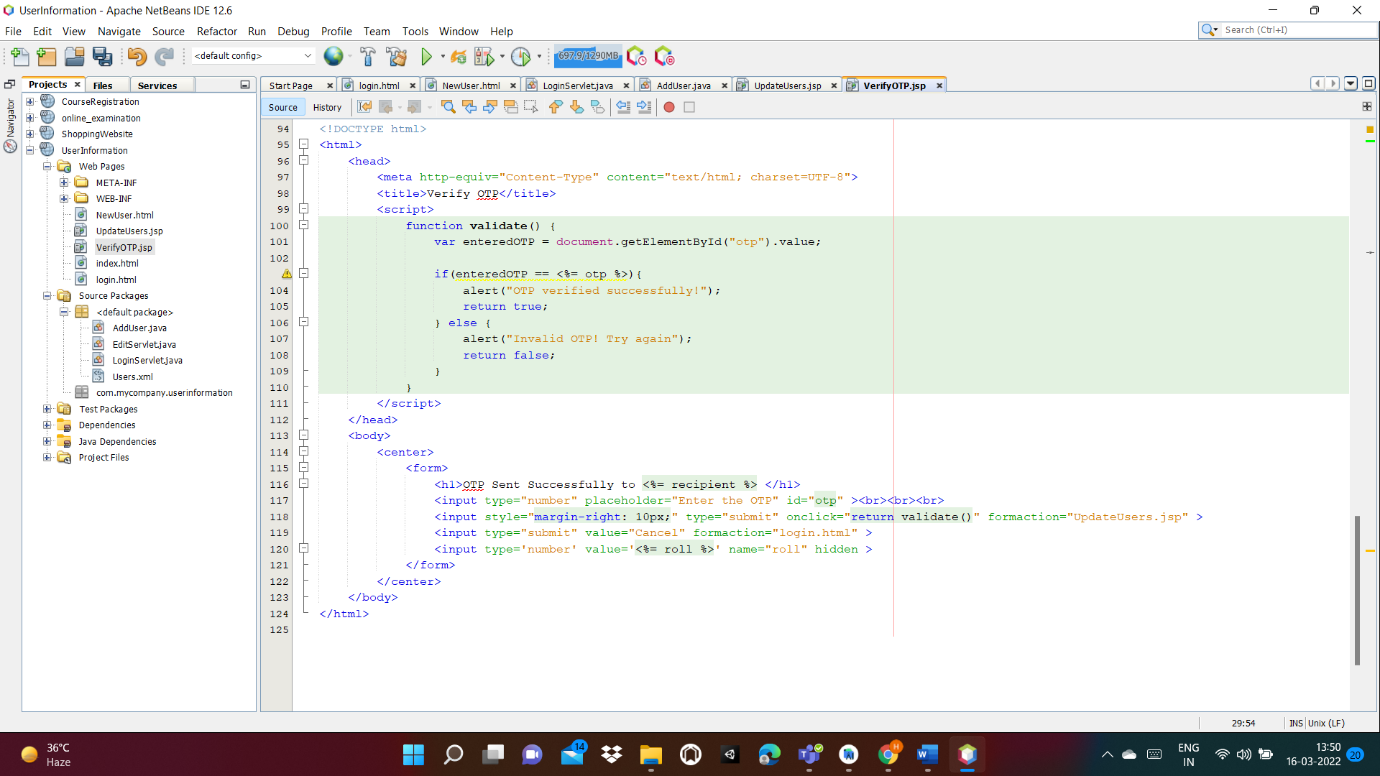 UserInformation - Apache NetBeans IDE 12.6
File Edit View Navigate Source Refactor Run Debug Profile Team Tools Window Help
Search (Ctrl+I)
<default config>
697.9/1290MB
Projects Files Services
Navigator
CourseRegistration
online_examination
ShoppingWebsite
UserInformation
Web Pages
META-INF
WEB-INF
NewUser.html
UpdateUsers.jsp
VerifyOTP.jsp
index.html
login.html
Source Packages
<default package>
AddUser.java
EditServlet.java
LoginServlet.java
Users.xml
com.mycompany.userinformation
Test Packages
Dependencies
Java Dependencies
Project Files
Start Page login.html NewUser.html LoginServlet.java AddUser.java UpdateUsers.jsp VerifyOTP.jsp
Source History
94 <!DOCTYPE html>
95 <html>
96 <head>
97 <meta http-equiv="Content-Type" content="text/html; charset=UTF-8">
98 <title>Verify OTP</title>
99 <script>
100 function validate() {
101 var enteredOTP = document.getElementById("otp").value;
102
if(enteredOTP == <%= otp %>){
104 alert("OTP verified successfully!");
105 return true;
106 } else {
107 alert("Invalid OTP! Try again");
108 return false;
109 }
110 }
111 </script>
112 </head>
113 <body>
114 <center>
115 <form>
116 <h1>OTP Sent Successfully to <%= recipient %> </h1>
117 <input type="number" placeholder="Enter the OTP" id="otp" ><br><br><br>
118 <input style="margin-right: 10px;" type="submit" onclick="return validate()" formaction="UpdateUsers.jsp" >
119 <input type="submit" value="Cancel" formaction="login.html" >
120 <input type='number' value='<%= roll %>' name="roll" hidden >
121 </form>
122 </center>
123 </body>
124 </html>
125
29:54 INS Unix (LF)
36°C
Haze
14
H
ENG
IN
13:50
16-03-2022
20